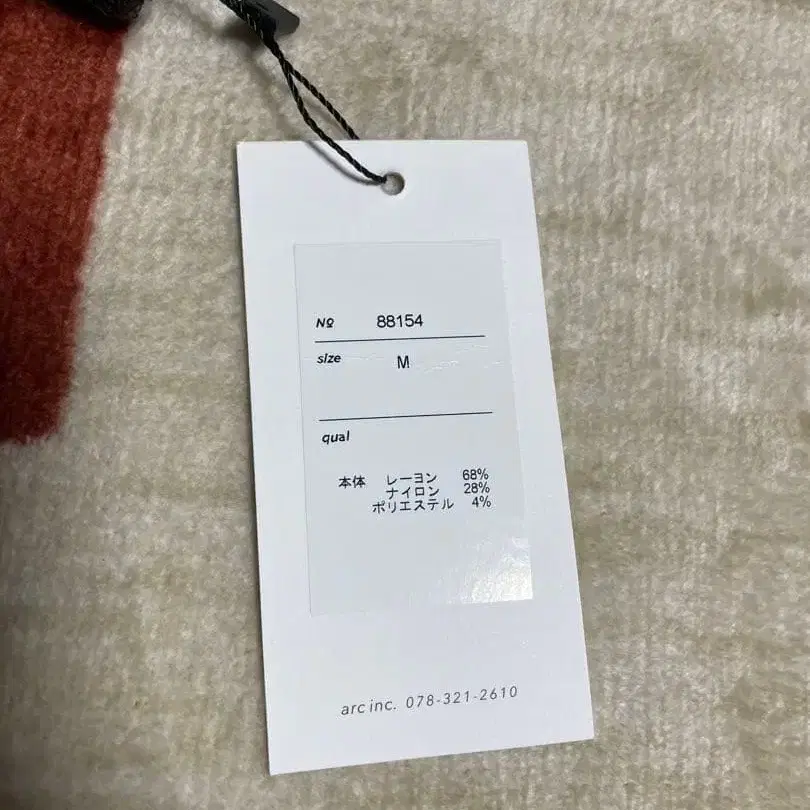 № 88154
size M
qual
本体 レーヨン 68%
ナイロン 28%
ポリエステル 4%
arc inc. 078-321-2610